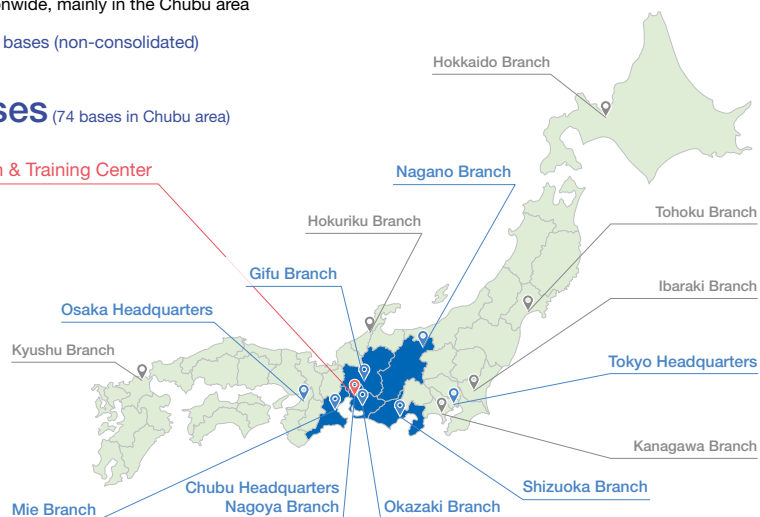 mainly in the Chubu area
bases (non-consolidated)
(74 bases in Chubu area)
& Training Center
Hokkaido Branch
Nagano Branch
Tohoku Branch
Hokuriku Branch
Gifu Branch
Ibaraki Branch
Osaka Headquarters
Kyushu Branch
Tokyo Headquarters
Kanagawa Branch
Shizuoka Branch
Chubu Headquarters
Nagoya Branch
Okazaki Branch
Mie Branch